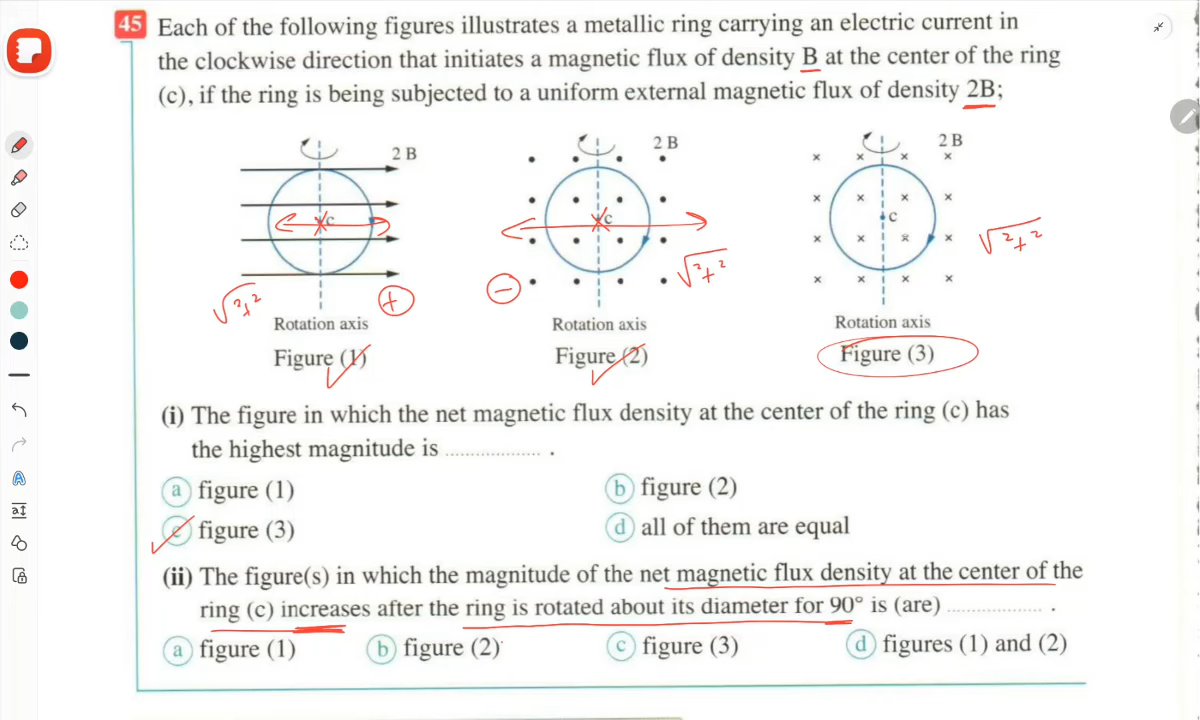 45 Each of the following figures illustrates a metallic ring carrying an electric current in
the clockwise direction that initiates a magnetic flux of density B at the center of the ring
(c), if the ring is being subjected to a uniform external magnetic flux of density 2B;
2 B
2 B
2 B
c
c
c
√²+²
+
−
√²+²
√²+²
Rotation axis
Rotation axis
Rotation axis
Figure (1)
Figure (2)
Figure (3)
(i) The figure in which the net magnetic flux density at the center of the ring (c) has
the highest magnitude is .................... .
a figure (1)
b figure (2)
c figure (3)
d all of them are equal
(ii) The figure(s) in which the magnitude of the net magnetic flux density at the center of the
ring (c) increases after the ring is rotated about its diameter for 90° is (are) .................... .
a figure (1)
b figure (2)
c figure (3)
d figures (1) and (2)